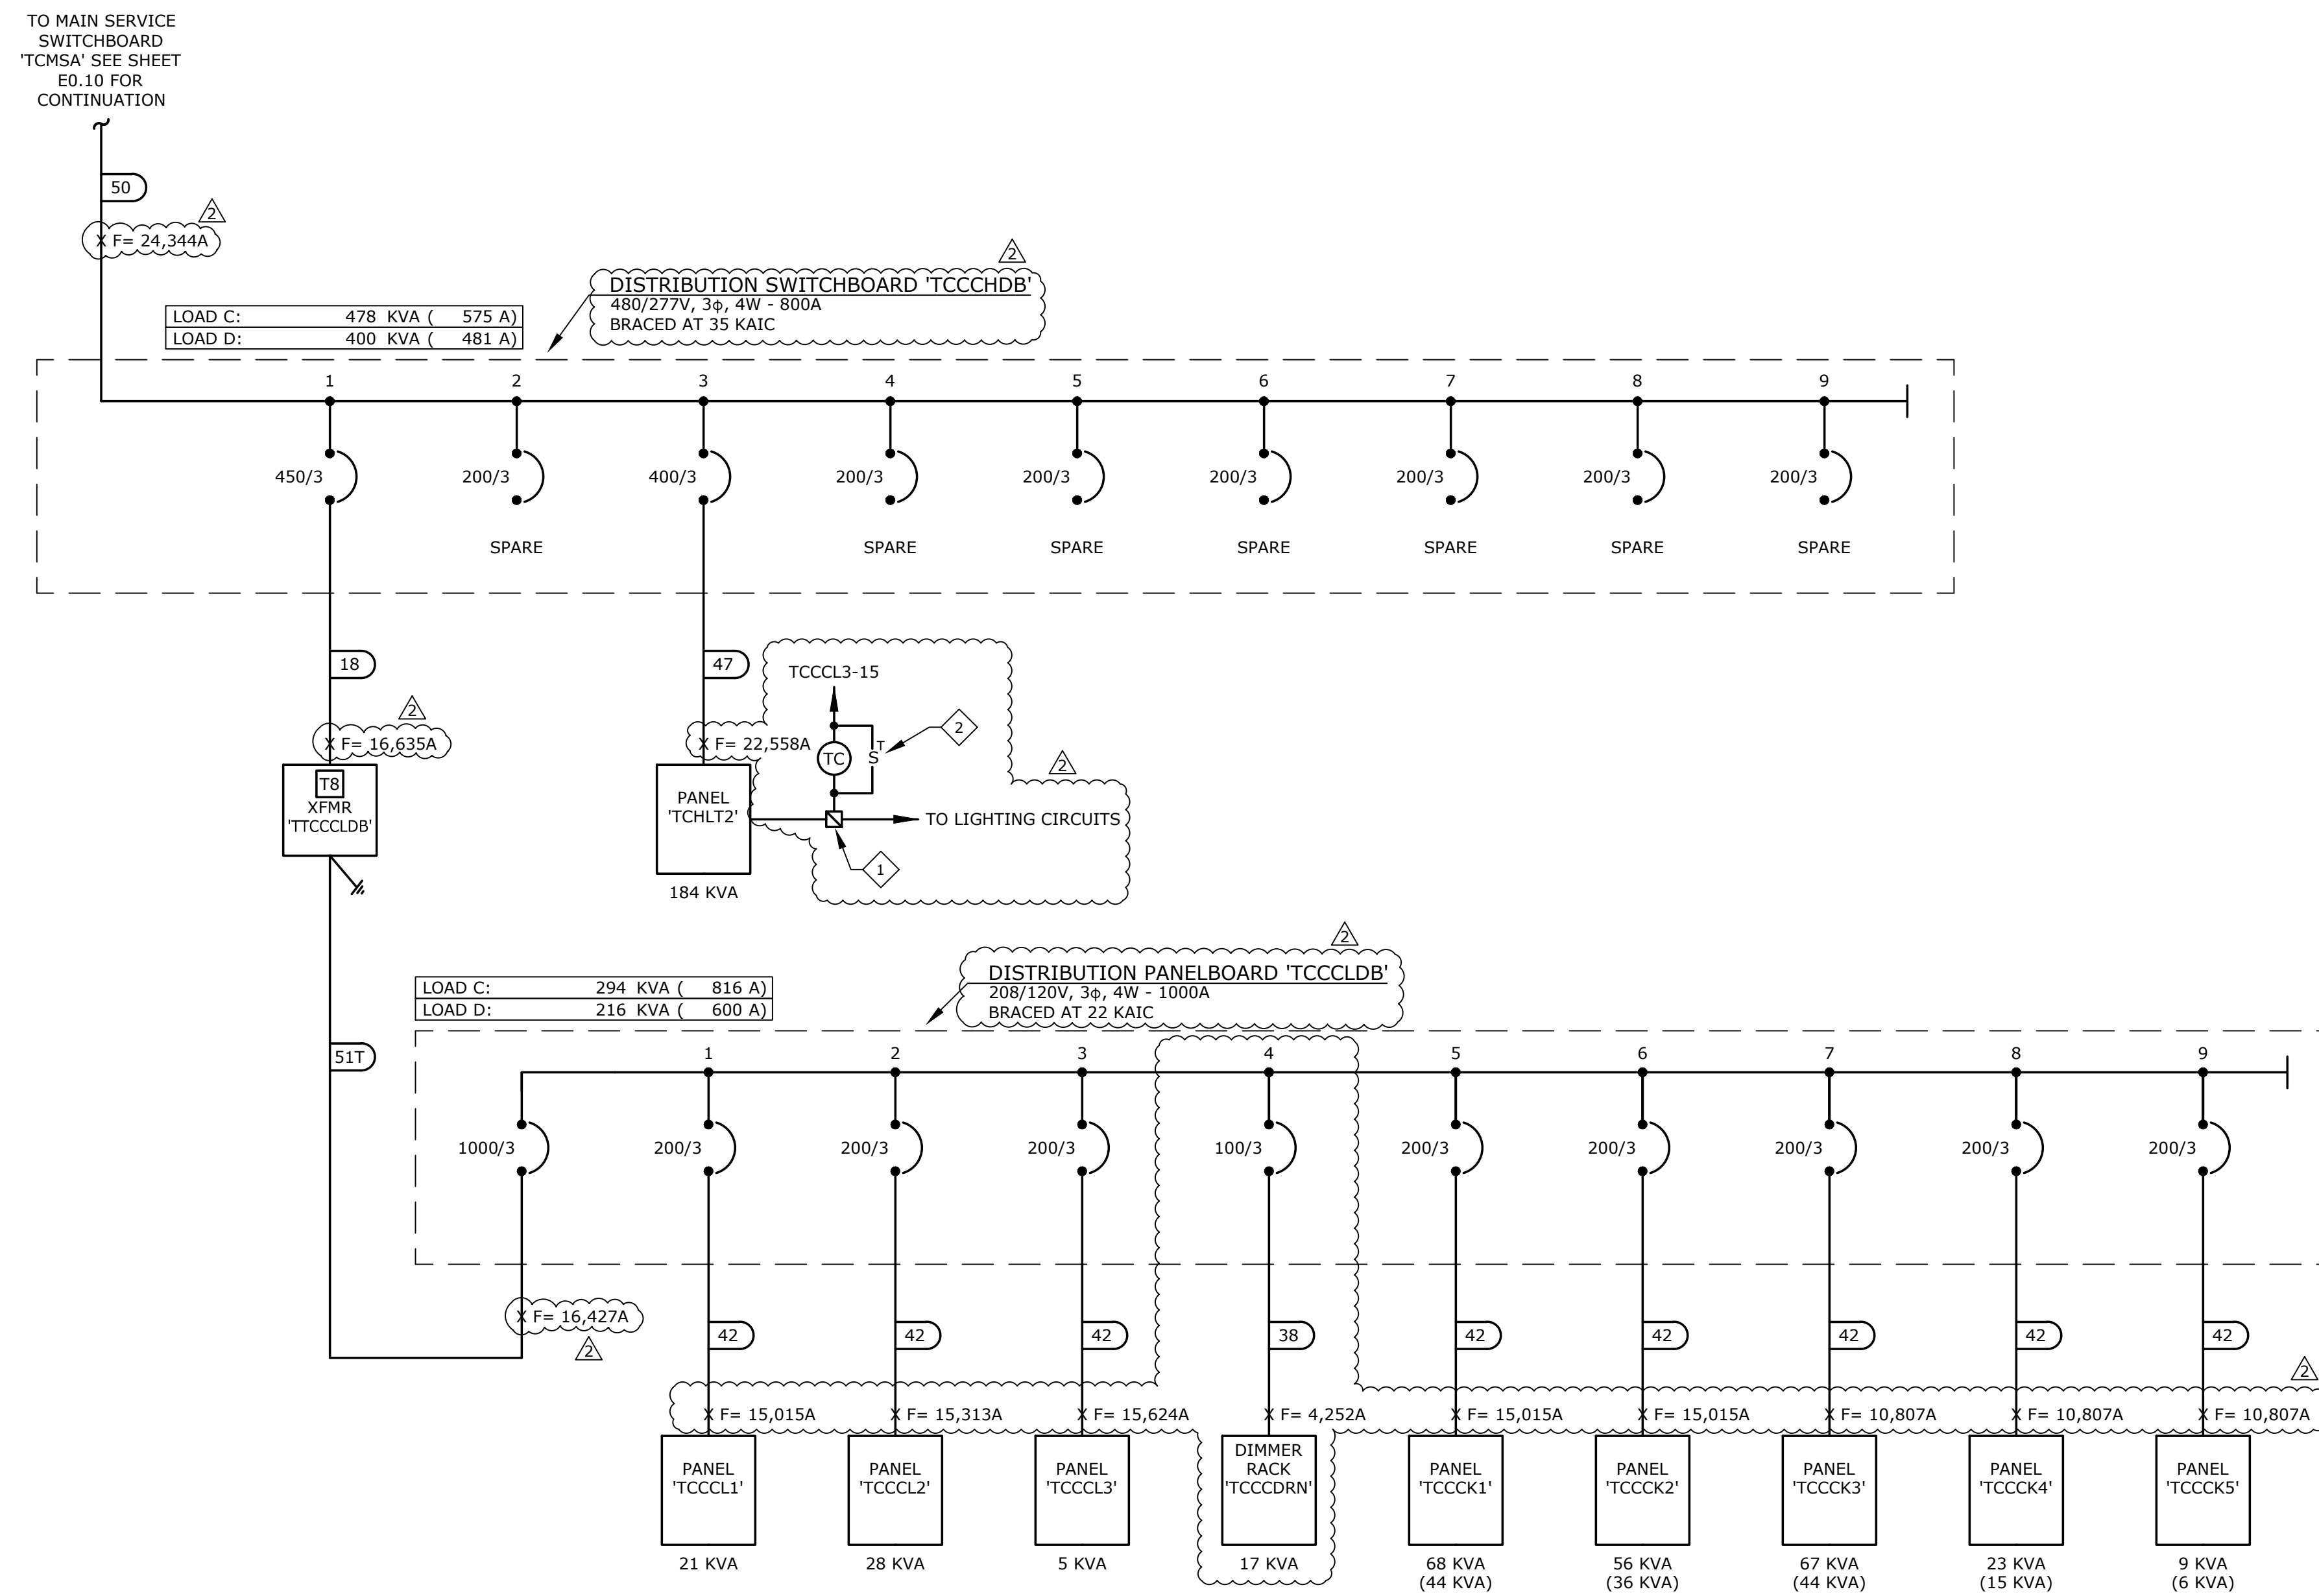 TO MAIN SERVICE
SWITCHBOARD
'TCMSA' SEE SHEET
E0.10 FOR
CONTINUATION
50
2
X F= 24,344A
2
DISTRIBUTION SWITCHBOARD 'TCCCHDB'
480/277V, 3ϕ, 4W - 800A
BRACED AT 35 KAIC
LOAD C: 478 KVA ( 575 A)
LOAD D: 400 KVA ( 481 A)
1 2 3 4 5 6 7 8 9
450/3 200/3 400/3 200/3 200/3 200/3 200/3 200/3 200/3
SPARE SPARE SPARE SPARE SPARE SPARE SPARE
18 47
TCCCL3-15
2
2
X F= 16,635A
X F= 22,558A
TC
S T
2
T8
XFMR
'TTCCCLDB'
PANEL
'TCHLT2'
TO LIGHTING CIRCUITS
1
184 KVA
2
DISTRIBUTION PANELBOARD 'TCCCLDB'
208/120V, 3ϕ, 4W - 1000A
BRACED AT 22 KAIC
LOAD C: 294 KVA ( 816 A)
LOAD D: 216 KVA ( 600 A)
51T
1 2 3 4 5 6 7 8 9
1000/3 200/3 200/3 200/3 100/3 200/3 200/3 200/3 200/3 200/3
X F= 16,427A
2
42 42 42 38 42 42 42 42 42
2
X F= 15,015A X F= 15,313A X F= 15,624A X F= 4,252A X F= 15,015A X F= 15,015A X F= 10,807A X F= 10,807A X F= 10,807A
PANEL
'TCCCL1'
21 KVA
PANEL
'TCCCL2'
28 KVA
PANEL
'TCCCL3'
5 KVA
DIMMER
RACK
'TCCCDRN'
17 KVA
PANEL
'TCCCK1'
68 KVA
(44 KVA)
PANEL
'TCCCK2'
56 KVA
(36 KVA)
PANEL
'TCCCK3'
67 KVA
(44 KVA)
PANEL
'TCCCK4'
23 KVA
(15 KVA)
PANEL
'TCCCK5'
9 KVA
(6 KVA)